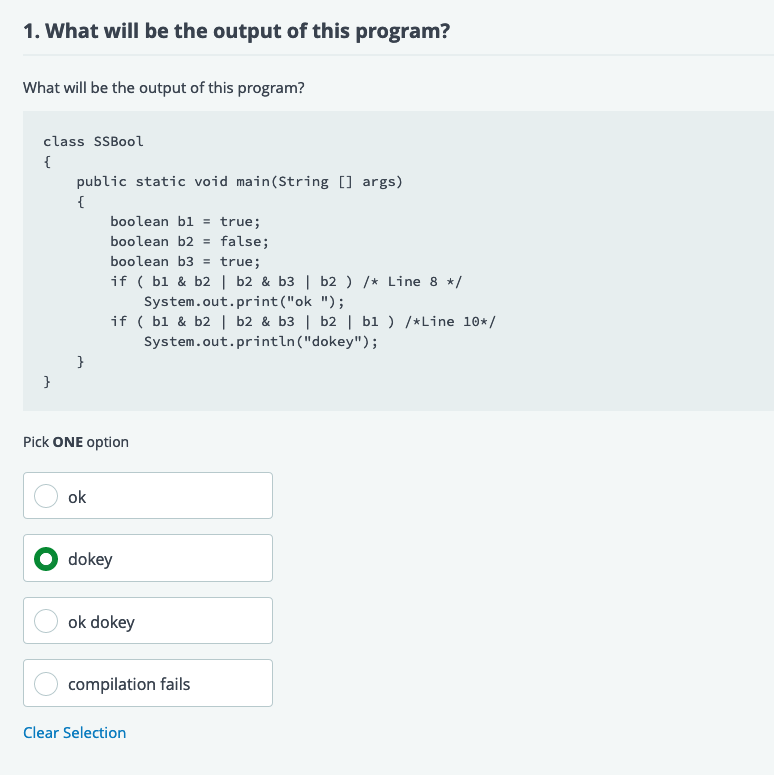 1. What will be the output of this program?
What will be the output of this program?
class SSBool
{
    public static void main(String [] args)
    {
        boolean b1 = true;
        boolean b2 = false;
        boolean b3 = true;
        if ( b1 & b2 | b2 & b3 | b2 ) /* Line 8 */
            System.out.print("ok ");
        if ( b1 & b2 | b2 & b3 | b2 | b1 ) /*Line 10*/
            System.out.println("dokey");
    }
}
Pick ONE option
ok
dokey
ok dokey
compilation fails
Clear Selection